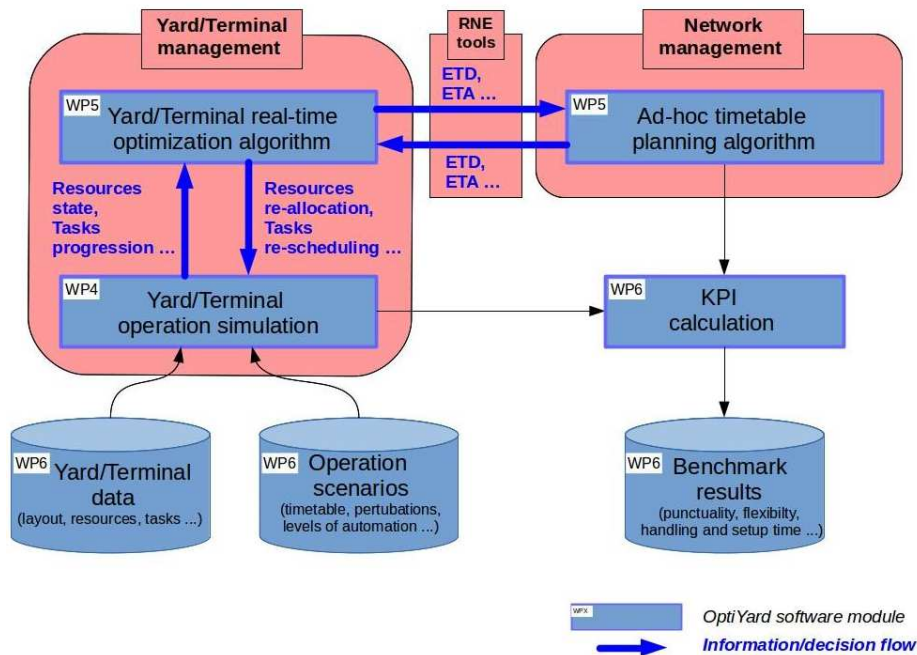 Yard/Terminal
management
RNE
tools
Network
management
ETD,
ETA ...
WP5
Yard/Terminal real-time
optimization algorithm
WP5
Ad-hoc timetable
planning algorithm
ETD,
ETA ...
Resources
state,
Tasks
progression ...
Resources
re-allocation,
Tasks
re-scheduling ...
WP4
Yard/Terminal
operation simulation
WP6
KPI
calculation
WP6
Yard/Terminal
data
(layout, resources, tasks ...)
WP6
Operation
scenarios
(timetable, pertubations,
levels of automation ...)
WP6
Benchmark
results
(punctuality, flexibilty,
handling and setup time ...)
WPX
OptiYard software module
Information/decision flow